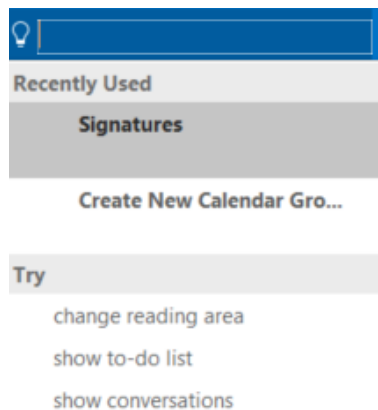 Recently Used
Signatures
Create New Calendar Gro...
Try
change reading area
show to-do list
show conversations